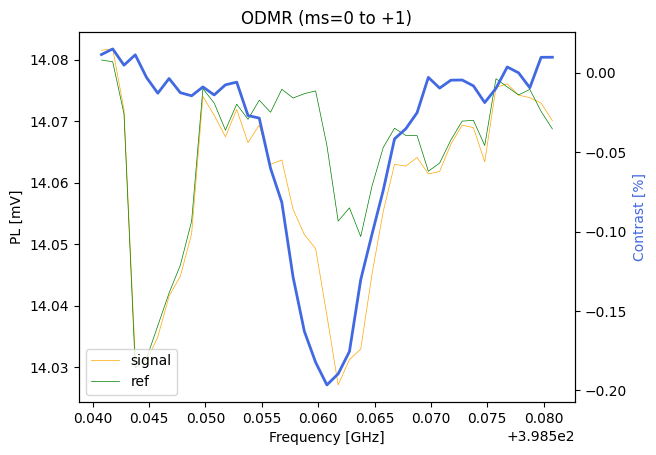 ODMR (ms=0 to +1)
14.08
14.07
14.06
14.05
14.04
14.03
PL [mV]
0.00
−0.05
−0.10
−0.15
−0.20
Contrast [%]
signal
ref
0.040 0.045 0.050 0.055 0.060 0.065 0.070 0.075 0.080
Frequency [GHz]
+3.985e2